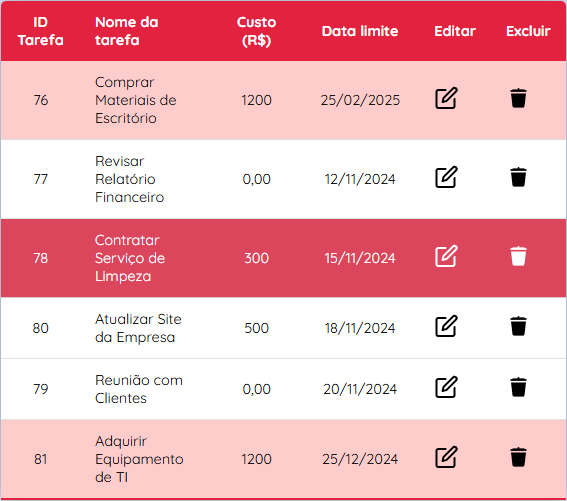 ID Tarefa Nome da tarefa Custo (R$) Data limite Editar Excluir
76 Comprar Materiais de Escritório 1200 25/02/2025
77 Revisar Relatório Financeiro 0,00 12/11/2024
78 Contratar Serviço de Limpeza 300 15/11/2024
80 Atualizar Site da Empresa 500 18/11/2024
79 Reunião com Clientes 0,00 20/11/2024
81 Adquirir Equipamento de TI 1200 25/12/2024